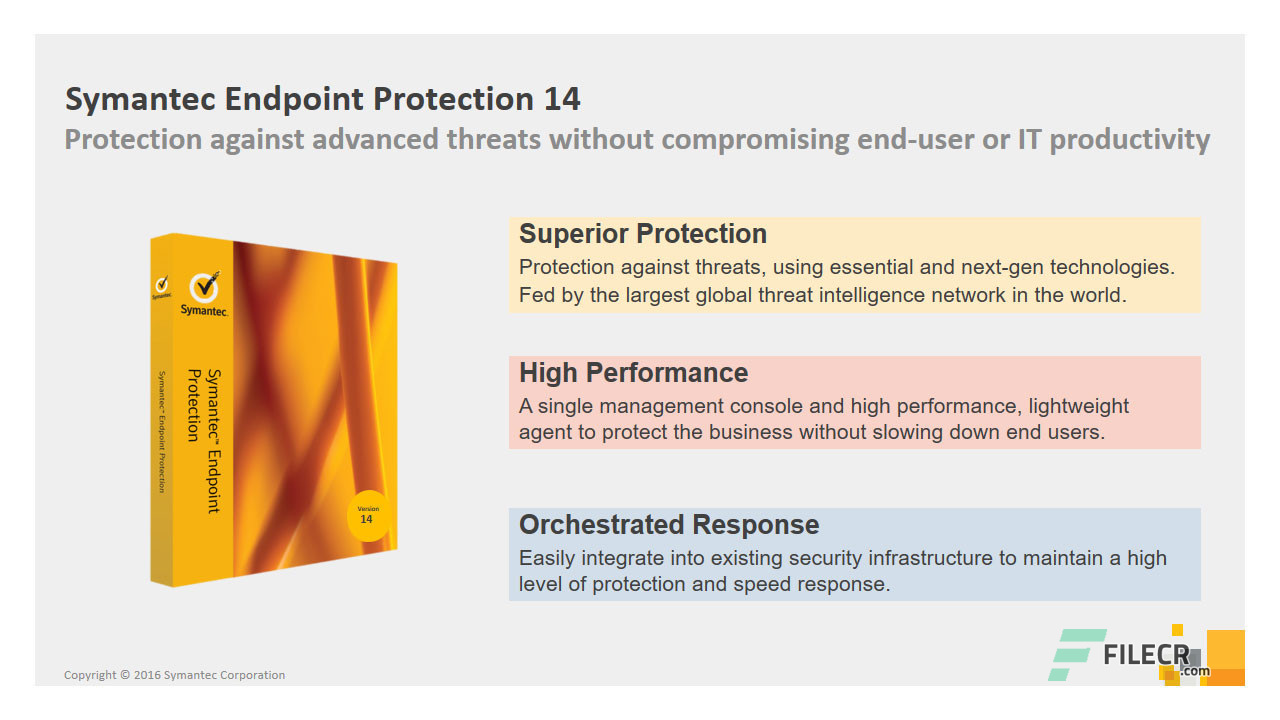 Symantec Endpoint Protection 14
Protection against advanced threats without compromising end-user or IT productivity
Superior Protection
Protection against threats, using essential and next-gen technologies.
Fed by the largest global threat intelligence network in the world.
High Performance
A single management console and high performance, lightweight
agent to protect the business without slowing down end users.
Orchestrated Response
Easily integrate into existing security infrastructure to maintain a high
level of protection and speed response.
Symantec
Symantec.
Symantec™ Endpoint Protection
Symantec™ Endpoint
Protection
Version
14
Copyright © 2016 Symantec Corporation
FILECR
.com